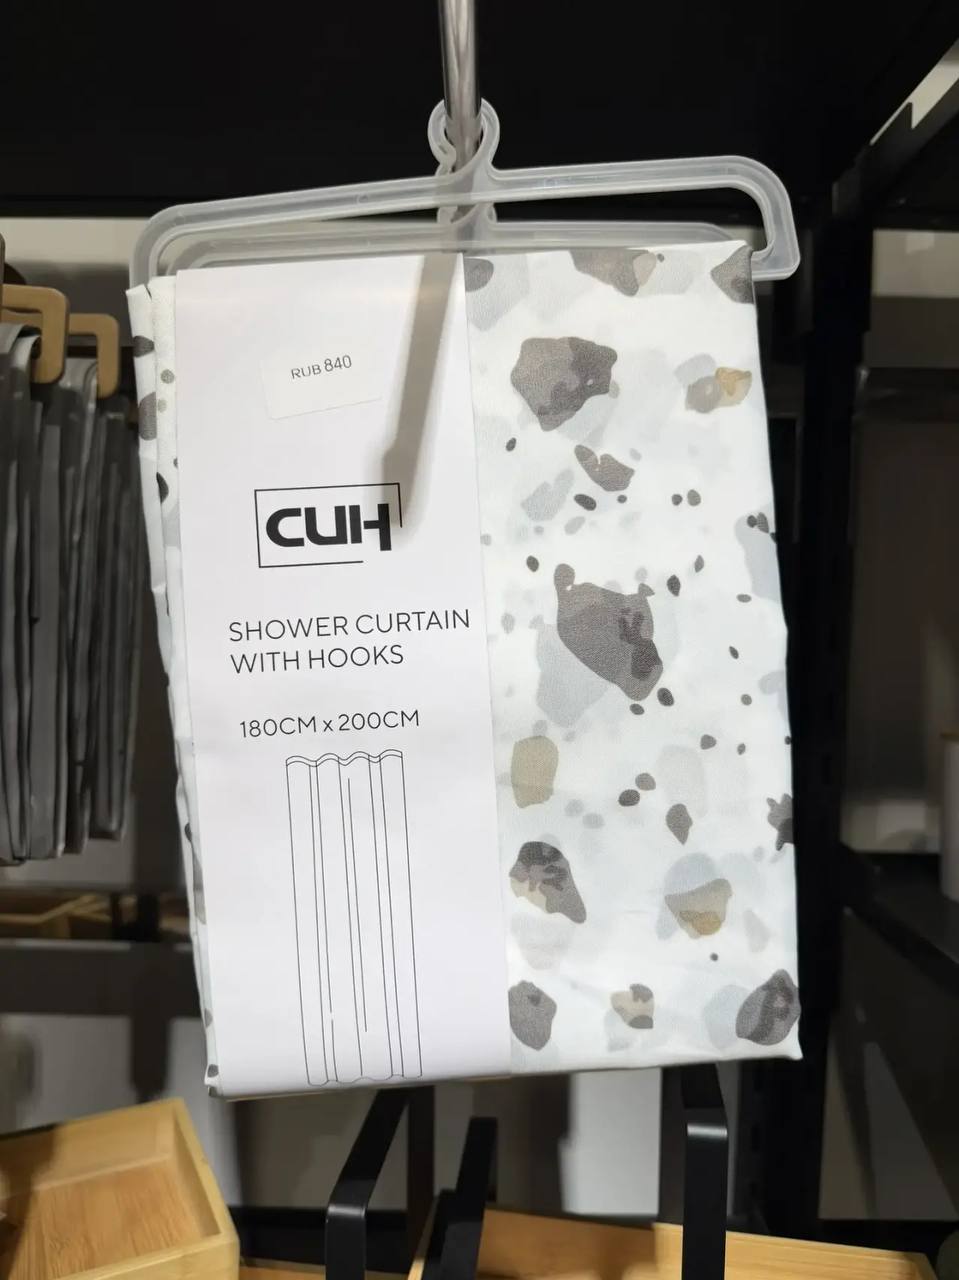 RUB 840
CUH
SHOWER CURTAIN
WITH HOOKS
180CM x 200CM